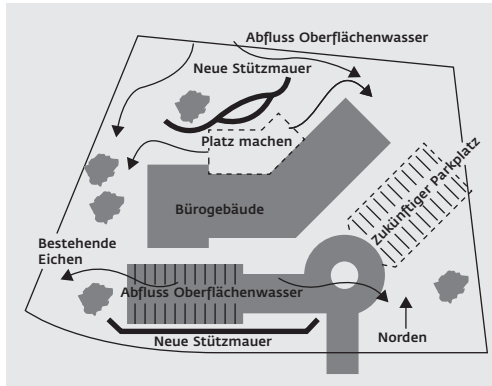 Abfluss Oberflächenwasser
Neue Stützmauer
Platz machen
Zukünftiger Parkplatz
Bürogebäude
Bestehende
Eichen
Abfluss Oberflächenwasser
Neue Stützmauer
Norden